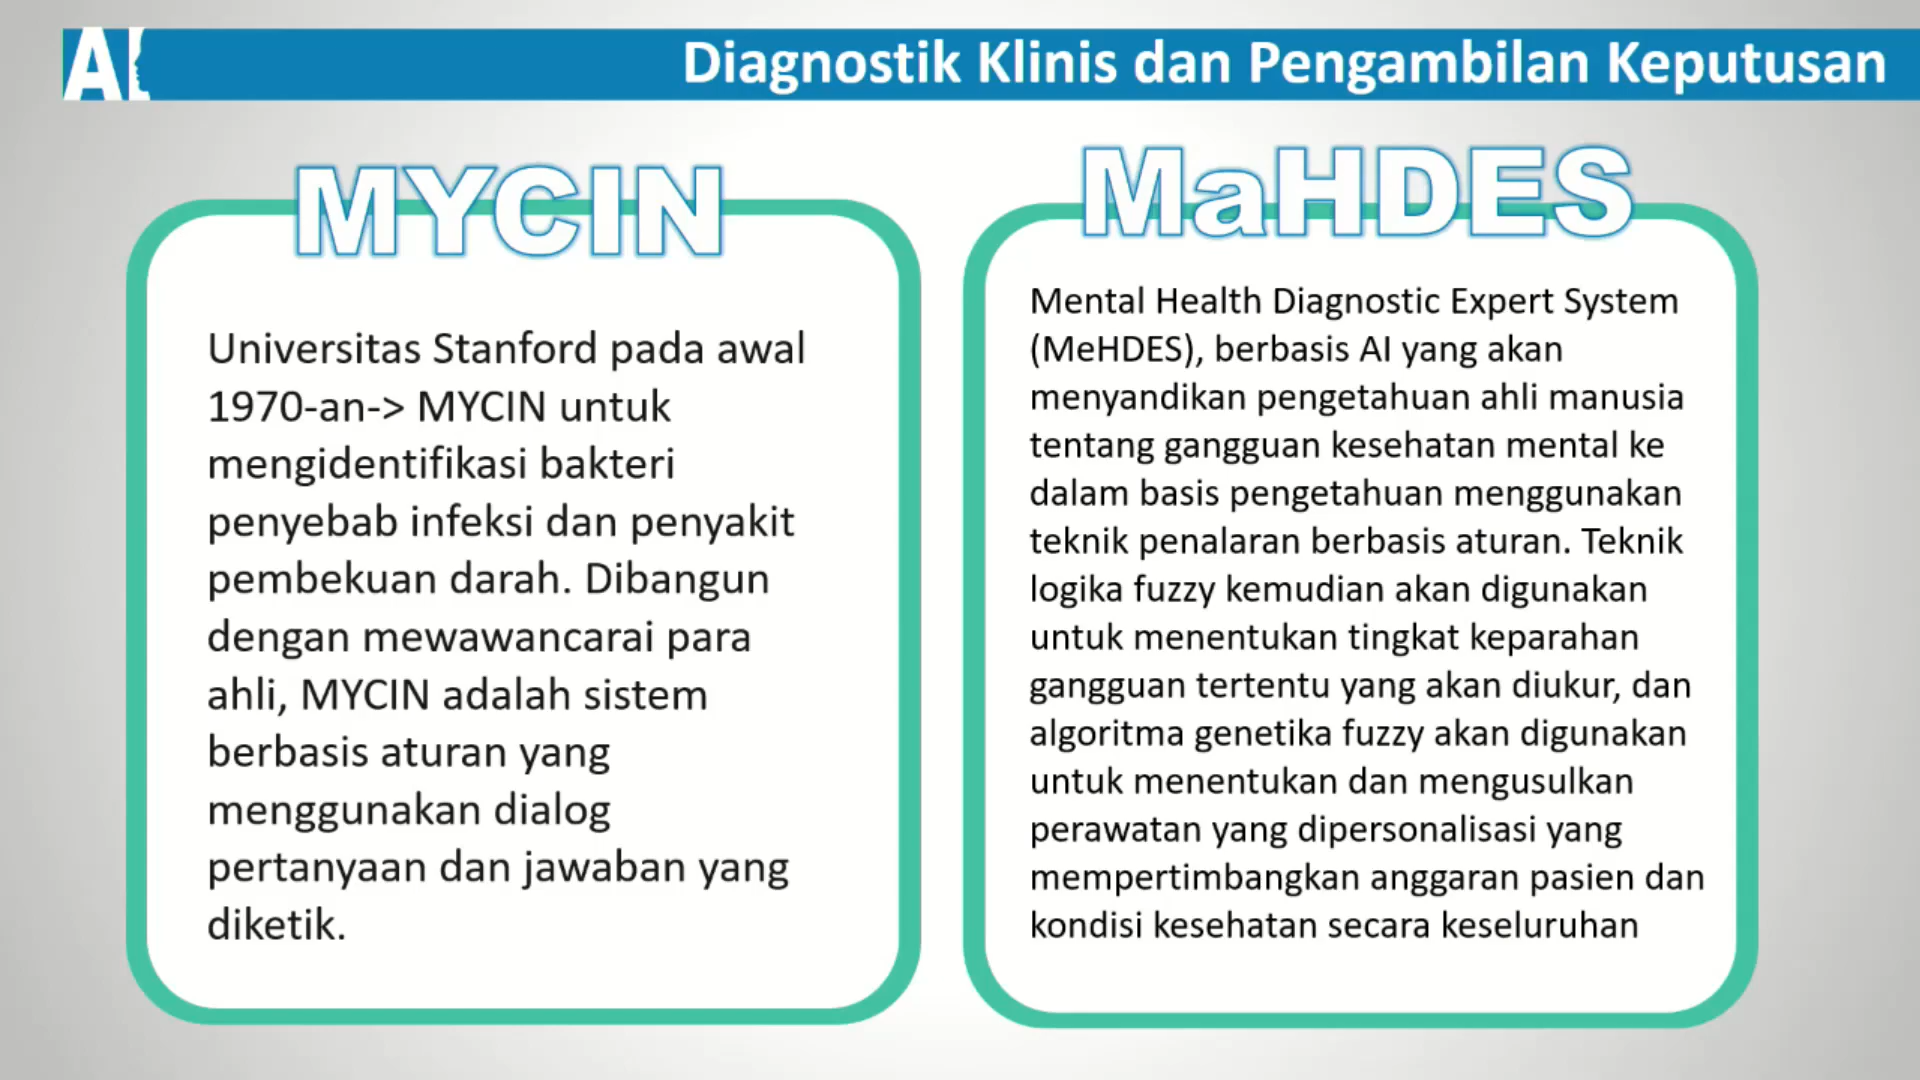 AI
Diagnostik Klinis dan Pengambilan Keputusan
MYCIN
Universitas Stanford pada awal
1970-an-> MYCIN untuk
mengidentifikasi bakteri
penyebab infeksi dan penyakit
pembekuan darah. Dibangun
dengan mewawancarai para
ahli, MYCIN adalah sistem
berbasis aturan yang
menggunakan dialog
pertanyaan dan jawaban yang
diketik.
MaHDES
Mental Health Diagnostic Expert System
(MeHDES), berbasis AI yang akan
menyandikan pengetahuan ahli manusia
tentang gangguan kesehatan mental ke
dalam basis pengetahuan menggunakan
teknik penalaran berbasis aturan. Teknik
logika fuzzy kemudian akan digunakan
untuk menentukan tingkat keparahan
gangguan tertentu yang akan diukur, dan
algoritma genetika fuzzy akan digunakan
untuk menentukan dan mengusulkan
perawatan yang dipersonalisasi yang
mempertimbangkan anggaran pasien dan
kondisi kesehatan secara keseluruhan